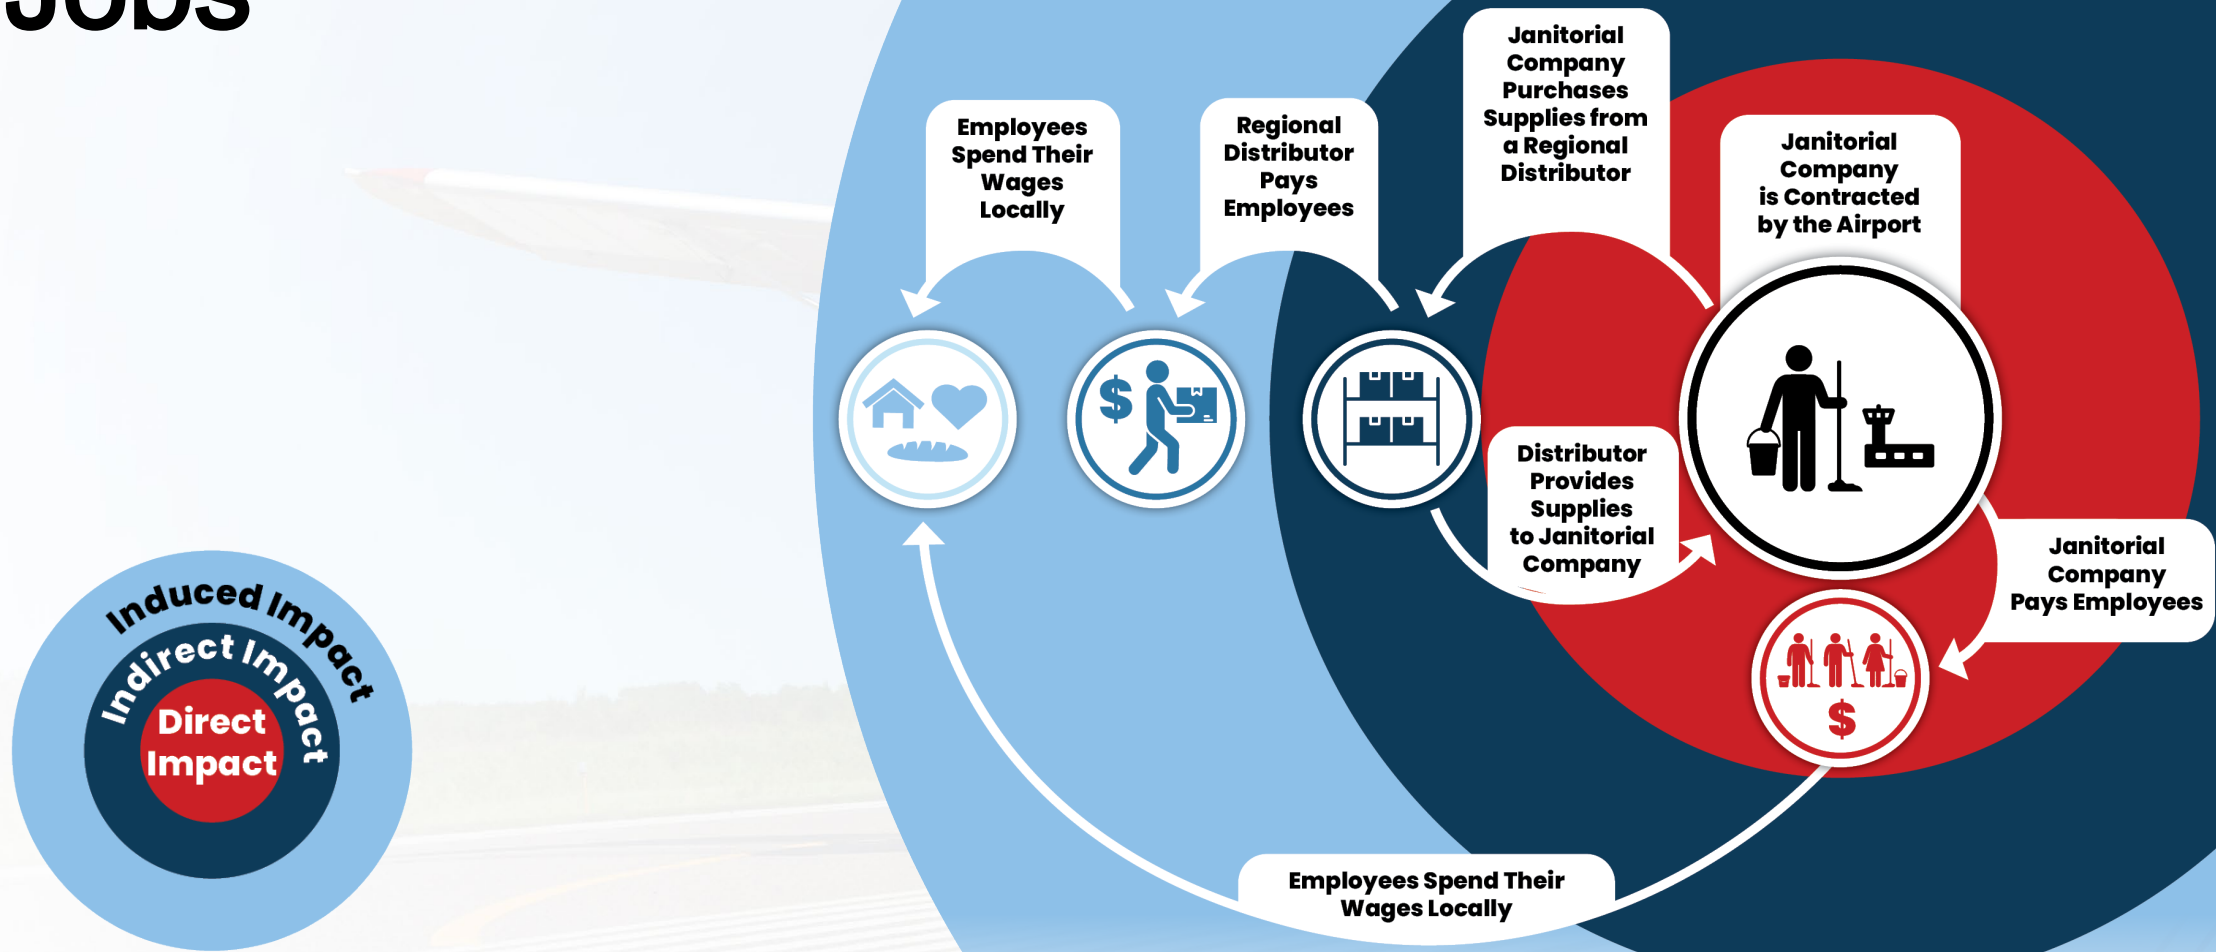 Jobs
Employees
Spend Their
Wages
Locally
Regional
Distributor
Pays
Employees
Janitorial
Company
Purchases
Supplies from
a Regional
Distributor
Janitorial
Company
is Contracted
by the Airport
$
Distributor
Provides
Supplies
to Janitorial
Company
Janitorial
Company
Pays Employees
$
Employees Spend Their
Wages Locally
Induced Impact
Indirect Impact
Direct
Impact